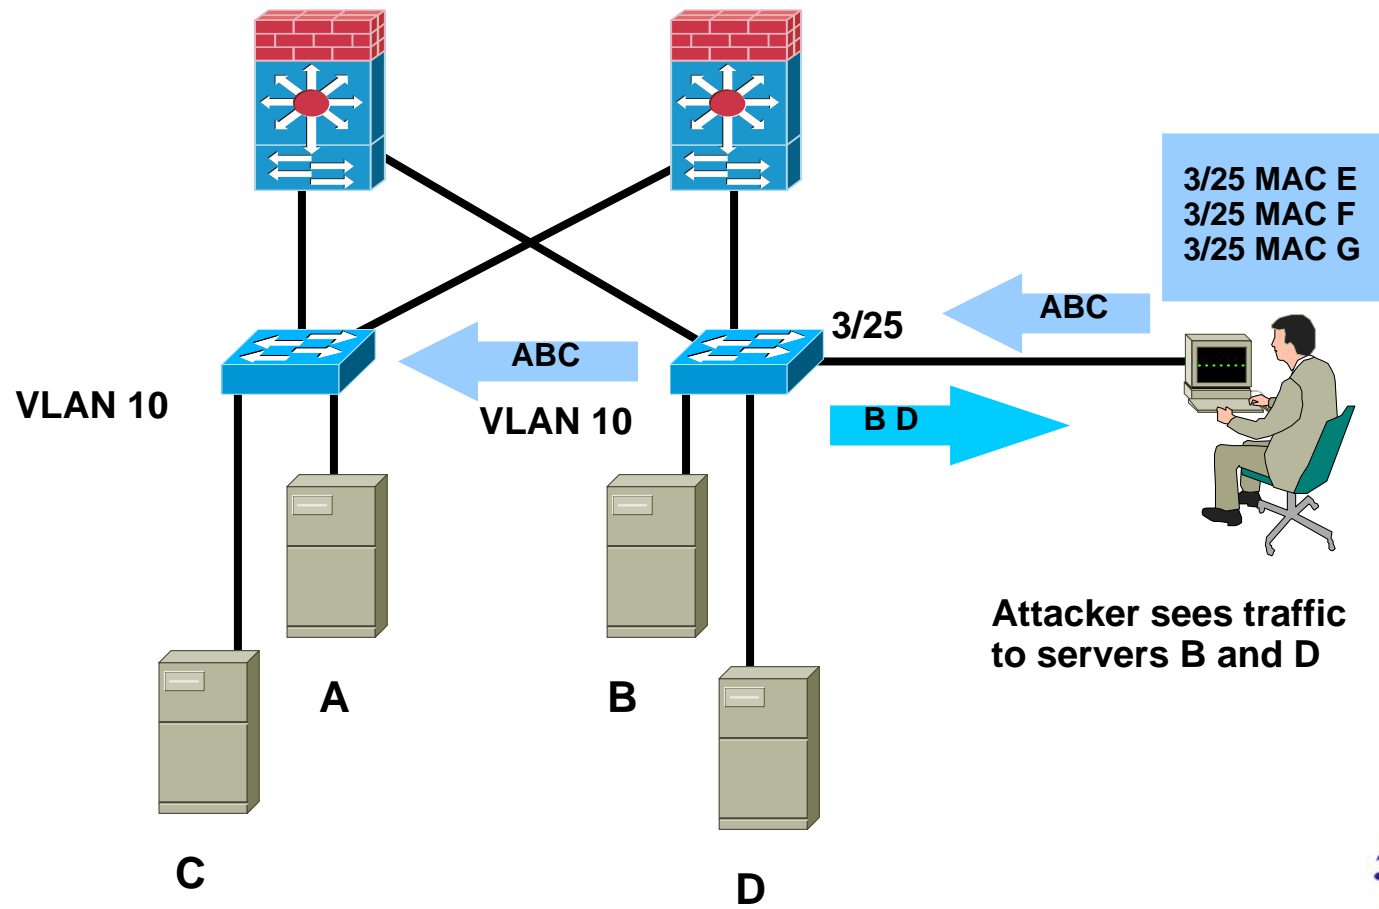 3/25 MAC E
3/25 MAC F
3/25 MAC G
ABC
3/25
ABC
VLAN 10
VLAN 10
B D
Attacker sees traffic
to servers B and D
A
B
C
D